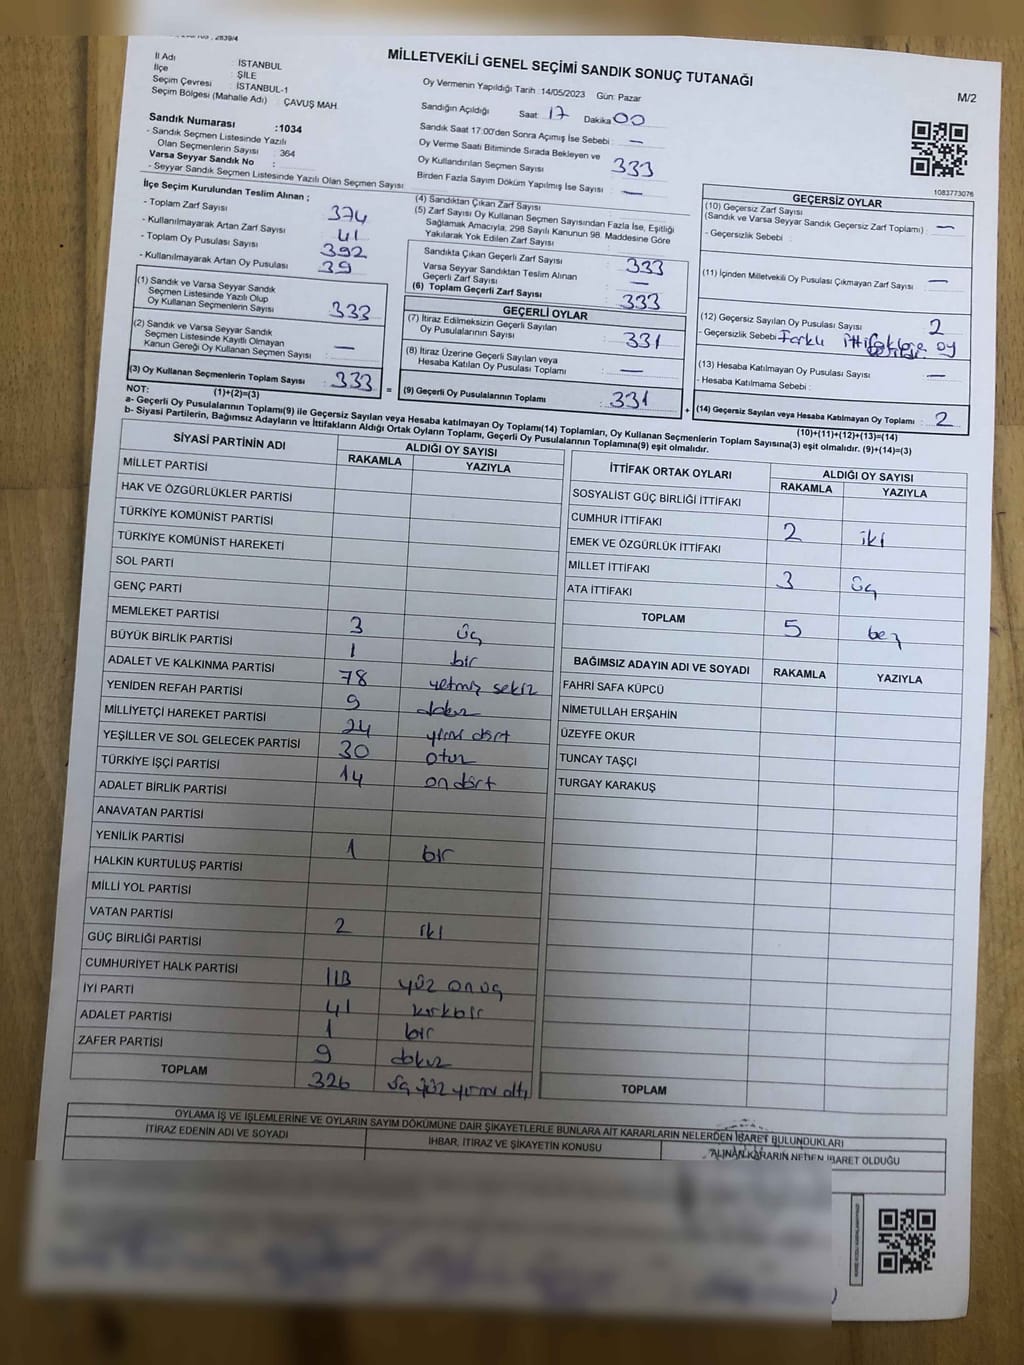 2839/4
MİLLETVEKİLİ GENEL SEÇİMİ SANDIK SONUÇ TUTANAĞI
M/2
İl Adı : İSTANBUL
İlçe : ŞİLE
Seçim Çevresi : İSTANBUL-1
Seçim Bölgesi (Mahalle Adı) : ÇAVUŞ MAH
Sandık Numarası :1034
- Sandık Seçmen Listesinde Yazılı
Olan Seçmenlerin Sayısı : 364
Varsa Seyyar Sandık No :
- Seyyar Sandık Seçmen Listesinde Yazılı Olan Seçmen Sayısı
Oy Vermenin Yapıldığı Tarih :14/05/2023 Gün: Pazar
Sandığın Açıldığı Saat: 17 Dakika 00
Sandık Saat 17:00'den Sonra Açımış İse Sebebi : —
Oy Verme Saati Bitiminde Sırada Bekleyen ve
Oy Kullandırılan Seçmen Sayısı : 333
Birden Fazla Sayım Döküm Yapılmış İse Sayısı : —
1083773076
İlçe Seçim Kurulundan Teslim Alınan ;
- Toplam Zarf Sayısı : 374
- Kullanılmayarak Artan Zarf Sayısı : 41
- Toplam Oy Pusulası Sayısı : 392
- Kullanılmayarak Artan Oy Pusulası : 39
(1) Sandık ve Varsa Seyyar Sandık
Seçmen Listesinde Yazılı Olup
Oy Kullanan Seçmenlerin Sayısı : 333
(2) Sandık ve Varsa Seyyar Sandık
Seçmen Listesinde Kayıtlı Olmayan
Kanun Gereği Oy Kullanan Seçmen Sayısı : —
(3) Oy Kullanan Seçmenlerin Toplam Sayısı : 333
(1)+(2)=(3)
(4) Sandıktan Çıkan Zarf Sayısı
(5) Zarf Sayısı Oy Kullanan Seçmen Sayısından Fazla İse, Eşitliği
Sağlamak Amacıyla, 298 Sayılı Kanunun 98. Maddesine Göre
Yakılarak Yok Edilen Zarf Sayısı
Sandıkta Çıkan Geçerli Zarf Sayısı : 333
Varsa Seyyar Sandıktan Teslim Alınan
Geçerli Zarf Sayısı : —
(6) Toplam Geçerli Zarf Sayısı : 333
GEÇERLİ OYLAR
(7) İtiraz Edilmeksizin Geçerli Sayılan
Oy Pusulalarının Sayısı : 331
(8) İtiraz Üzerine Geçerli Sayılan veya
Hesaba Katılan Oy Pusulası Toplamı : —
= (9) Geçerli Oy Pusulalarının Toplamı : 331
GEÇERSİZ OYLAR
(10) Geçersiz Zarf Sayısı
(Sandık ve Varsa Seyyar Sandık Geçersiz Zarf Toplamı) : —
- Geçersizlik Sebebi :
(11) İçinden Milletvekili Oy Pusulası Çıkmayan Zarf Sayısı : —
(12) Geçersiz Sayılan Oy Pusulası Sayısı : 2
- Geçersizlik Sebebi : Farklı ittifaklara oy
(13) Hesaba Katılmayan Oy Pusulası Sayısı : —
- Hesaba Katılmama Sebebi :
+ (14) Geçersiz Sayılan veya Hesaba Katılmayan Oy Toplamı : 2
(10)+(11)+(12)+(13)=(14)
NOT:
a- Geçerli Oy Pusulalarının Toplamı(9) ile Geçersiz Sayılan veya Hesaba katılmayan Oy Toplamı(14) Toplamları, Oy Kullanan Seçmenlerin Toplam Sayısına(3) eşit olmalıdır. (9)+(14)=(3)
b- Siyasi Partilerin, Bağımsız Adayların ve İttifakların Aldığı Ortak Oyların Toplamı, Geçerli Oy Pusulalarının Toplamına(9) eşit olmalıdır.
SİYASİ PARTİNİN ADI ALDIĞI OY SAYISI
RAKAMLA YAZIYLA
MİLLET PARTİSİ
HAK VE ÖZGÜRLÜKLER PARTİSİ
TÜRKİYE KOMÜNİST PARTİSİ
TÜRKİYE KOMÜNİST HAREKETİ
SOL PARTİ
GENÇ PARTİ
MEMLEKET PARTİSİ 3 üç
BÜYÜK BİRLİK PARTİSİ 1 bir
ADALET VE KALKINMA PARTİSİ 78 yetmiş sekiz
YENİDEN REFAH PARTİSİ 9 dokuz
MİLLİYETÇİ HAREKET PARTİSİ 24 yirmi dört
YEŞİLLER VE SOL GELECEK PARTİSİ 30 otuz
TÜRKİYE İŞÇİ PARTİSİ 14 on dört
ADALET BİRLİK PARTİSİ
ANAVATAN PARTİSİ
YENİLİK PARTİSİ 1 bir
HALKIN KURTULUŞ PARTİSİ
MİLLİ YOL PARTİSİ
VATAN PARTİSİ 2 iki
GÜÇ BİRLİĞİ PARTİSİ
CUMHURİYET HALK PARTİSİ 113 yüz on üç
İYİ PARTİ 41 kırkbir
ADALET PARTİSİ 1 bir
ZAFER PARTİSİ 9 dokuz
TOPLAM 326 üç yüz yirmi altı
İTTİFAK ORTAK OYLARI ALDIĞI OY SAYISI
RAKAMLA YAZIYLA
SOSYALİST GÜÇ BİRLİĞİ İTTİFAKI
CUMHUR İTTİFAKI 2 iki
EMEK VE ÖZGÜRLÜK İTTİFAKI
MİLLET İTTİFAKI 3 üç
ATA İTTİFAKI
TOPLAM 5 beş
BAĞIMSIZ ADAYIN ADI VE SOYADI RAKAMLA YAZIYLA
FAHRİ SAFA KÜPCÜ
NİMETULLAH ERŞAHİN
ÜZEYFE OKUR
TUNCAY TAŞÇI
TURGAY KARAKUŞ
TOPLAM
OYLAMA İŞ VE İŞLEMLERİNE VE OYLARIN SAYIM DÖKÜMÜNE DAİR ŞİKAYETLERLE BUNLARA AİT KARARLARIN NELERDEN İBARET BULUNDUKLARI
İTİRAZ EDENİN ADI VE SOYADI İHBAR, İTİRAZ VE ŞİKAYETİN KONUSU ALINAN KARARIN NEDEN İBARET OLDUĞU